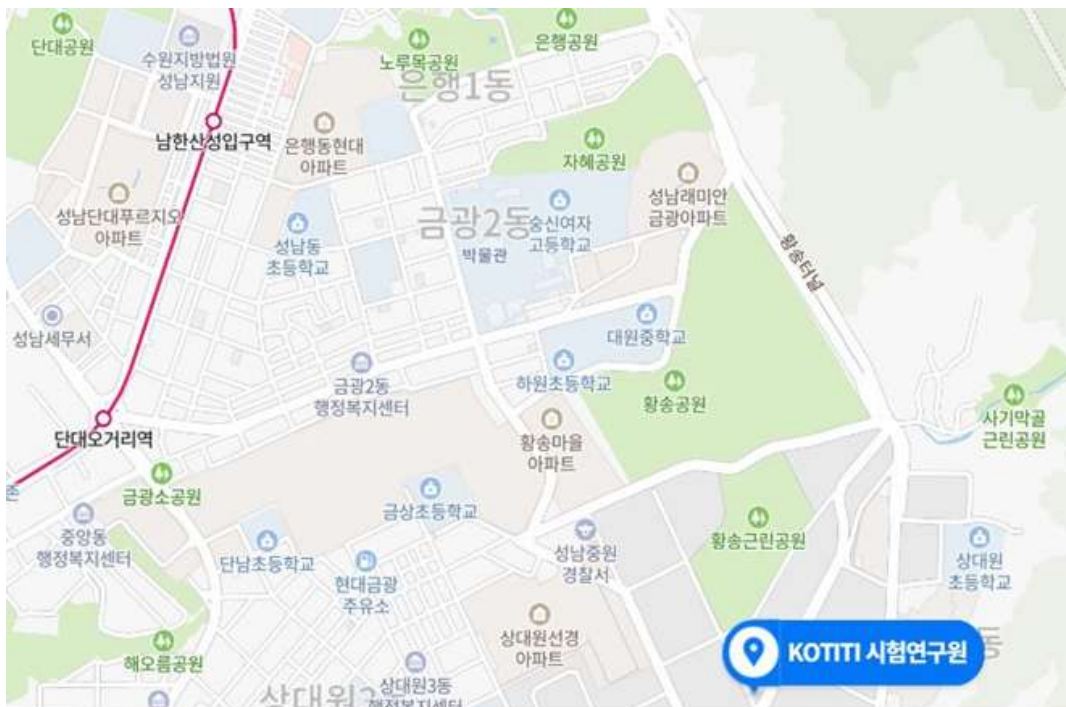 단대공원
수원지방법원
성남지원
노루목공원
은행공원
은행1동
남한산성입구역
은행동현대
아파트
자혜공원
성남래미안
금광아파트
성남단대푸르지오
아파트
성남동
초등학교
금광2동
박물관
숭신여자
고등학교
황송터널
성남세무서
대원중학교
금광2동
행정복지센터
하원초등학교
황송공원
사기막골
근린공원
단대오거리역
황송마을
아파트
금광소공원
금상초등학교
중앙동
행정복지센터
단남초등학교
현대금광
주유소
성남중원
경찰서
황송근린공원
상대원
초등학교
해오름공원
상대원선경
아파트
KOTITI 시험연구원
동
상대원3동
행정복지센터